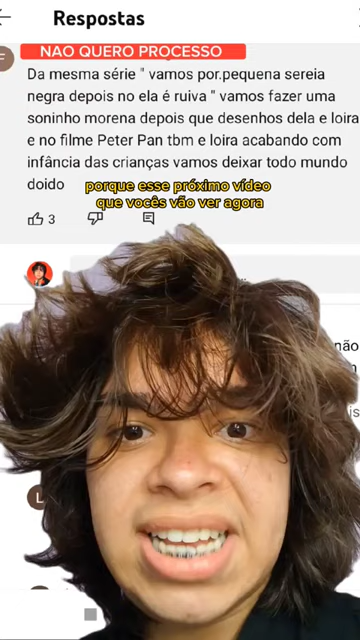 Respostas
NAO QUERO PROCESSO
F
Da mesma série " vamos por.pequena sereia
negra depois no ela é ruiva " vamos fazer uma
soninho morena depois que desenhos dela e loira
e no filme Peter Pan tbm e loira acabando com
infância das crianças vamos deixar todo mundo
doido
porque esse próximo vídeo
que vocês vão ver agora
3
não
L